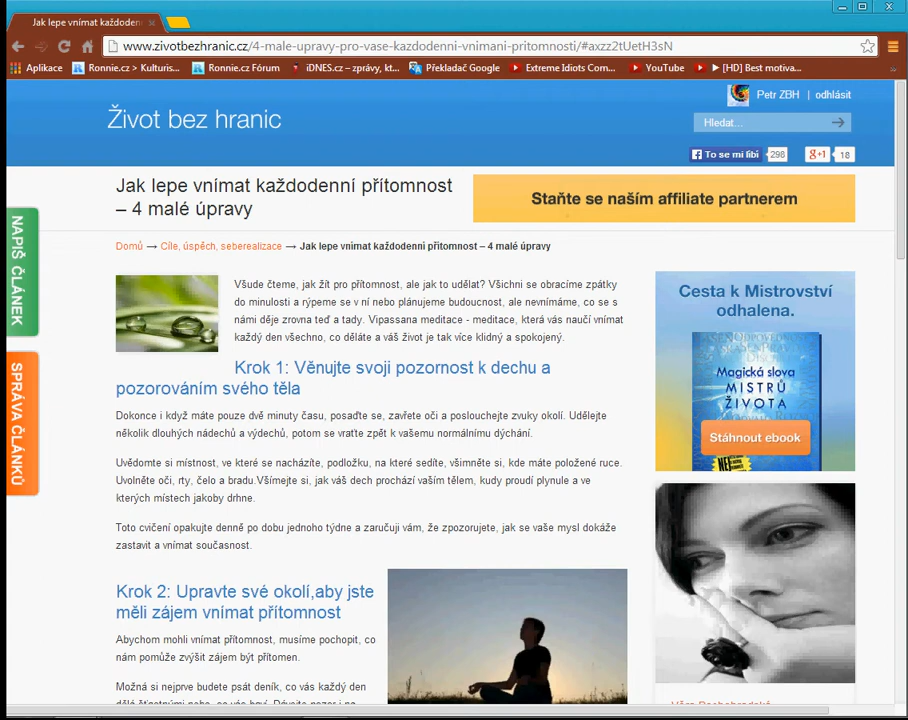 Jak lepe vnímat každoden
www.zivotbezhranic.cz/4-male-upravy-pro-vase-kazdodenni-vnimani-pritomnosti/#axzz2tUetH3sN
Aplikace Ronnie.cz > Kulturis... Ronnie.cz Fórum iDNES.cz – zprávy, kt... Překladač Google Extreme Idiots Com... YouTube ▶ [HD] Best motiva...
Petr ZBH | odhlásit
Život bez hranic
Hledat...
To se mi líbí 298 g+1 18
Jak lepe vnímat každodenní přítomnost
– 4 malé úpravy
Staňte se naším affiliate partnerem
NAPIŠ ČLÁNEK
SPRÁVA ČLÁNKŮ
Domů → Cíle, úspěch, seberealizace → Jak lepe vnímat každodenní přítomnost – 4 malé úpravy
Všude čteme, jak žít pro přítomnost, ale jak to udělat? Všichni se obracíme zpátky
do minulosti a rýpeme se v ní nebo plánujeme budoucnost, ale nevnímáme, co se s
námi děje zrovna teď a tady. Vipassana meditace - meditace, která vás naučí vnímat
každý den všechno, co děláte a váš život je tak více klidný a spokojený.
Krok 1: Věnujte svoji pozornost k dechu a
pozorováním svého těla
Dokonce i když máte pouze dvě minuty času, posaďte se, zavřete oči a poslouchejte zvuky okolí. Udělejte
několik dlouhých nádechů a výdechů, potom se vraťte zpět k vašemu normálnímu dýchání.
Uvědomte si místnost, ve které se nacházíte, podložku, na které sedíte, všimněte si, kde máte položené ruce.
Uvolněte oči, rty, čelo a bradu.Všímejte si, jak váš dech prochází vaším tělem, kudy proudí plynule a ve
kterých místech jakoby drhne.
Toto cvičení opakujte denně po dobu jednoho týdne a zaručuji vám, že zpozorujete, jak se vaše mysl dokáže
zastavit a vnímat současnost.
Krok 2: Upravte své okolí,aby jste
měli zájem vnímat přítomnost
Abychom mohli vnímat přítomnost, musíme pochopit, co
nám pomůže zvýšit zájem být přítomen.
Možná si nejprve budete psát deník, co vás každý den
Cesta k Mistrovství
odhalena.
Magická slova
MISTRŮ
ŽIVOTA
Stáhnout ebook